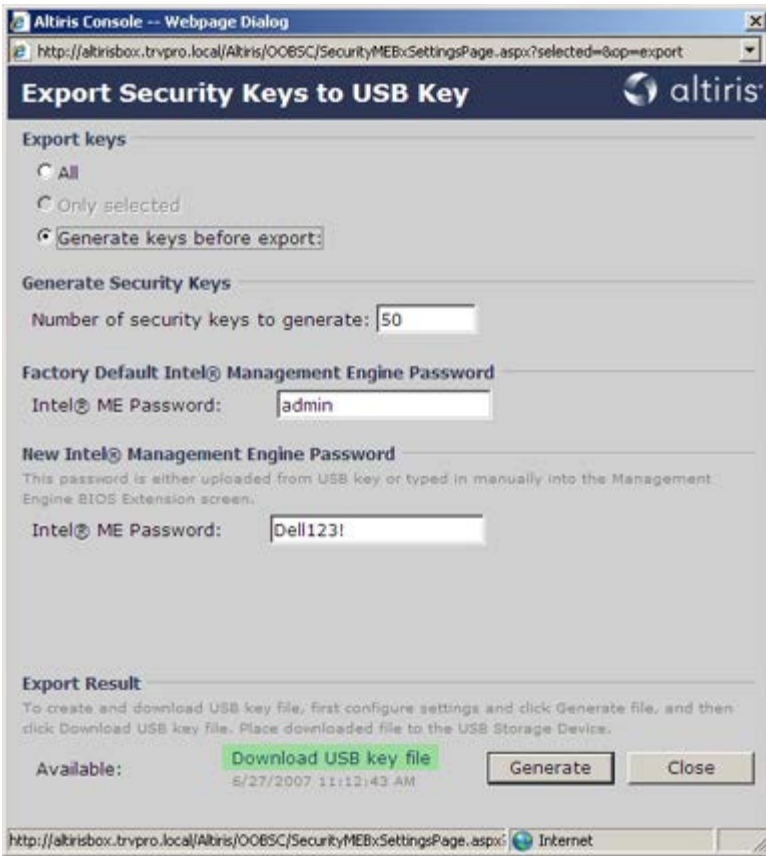 Altiris Console -- Webpage Dialog
http://altirisbox.trvpro.local/Altiris/OOBSC/SecurityMEBxSettingsPage.aspx?selected=&op=export
Export Security Keys to USB Key
altiris
Export keys
All
Only selected
Generate keys before export:
Generate Security Keys
Number of security keys to generate: 50
Factory Default Intel® Management Engine Password
Intel® ME Password: admin
New Intel® Management Engine Password
This password is either uploaded from USB key or typed in manually into the Management
Engine BIOS Extension screen.
Intel® ME Password: Dell123!
Export Result
To create and download USB key file, first configure settings and click Generate file, and then
click Download USB key file. Place downloaded file to the USB Storage Device.
Available: Download USB key file Generate Close
6/27/2007 11:12:43 AM
http://altirisbox.trvpro.local/Altiris/OOBSC/SecurityMEBxSettingsPage.aspx Internet